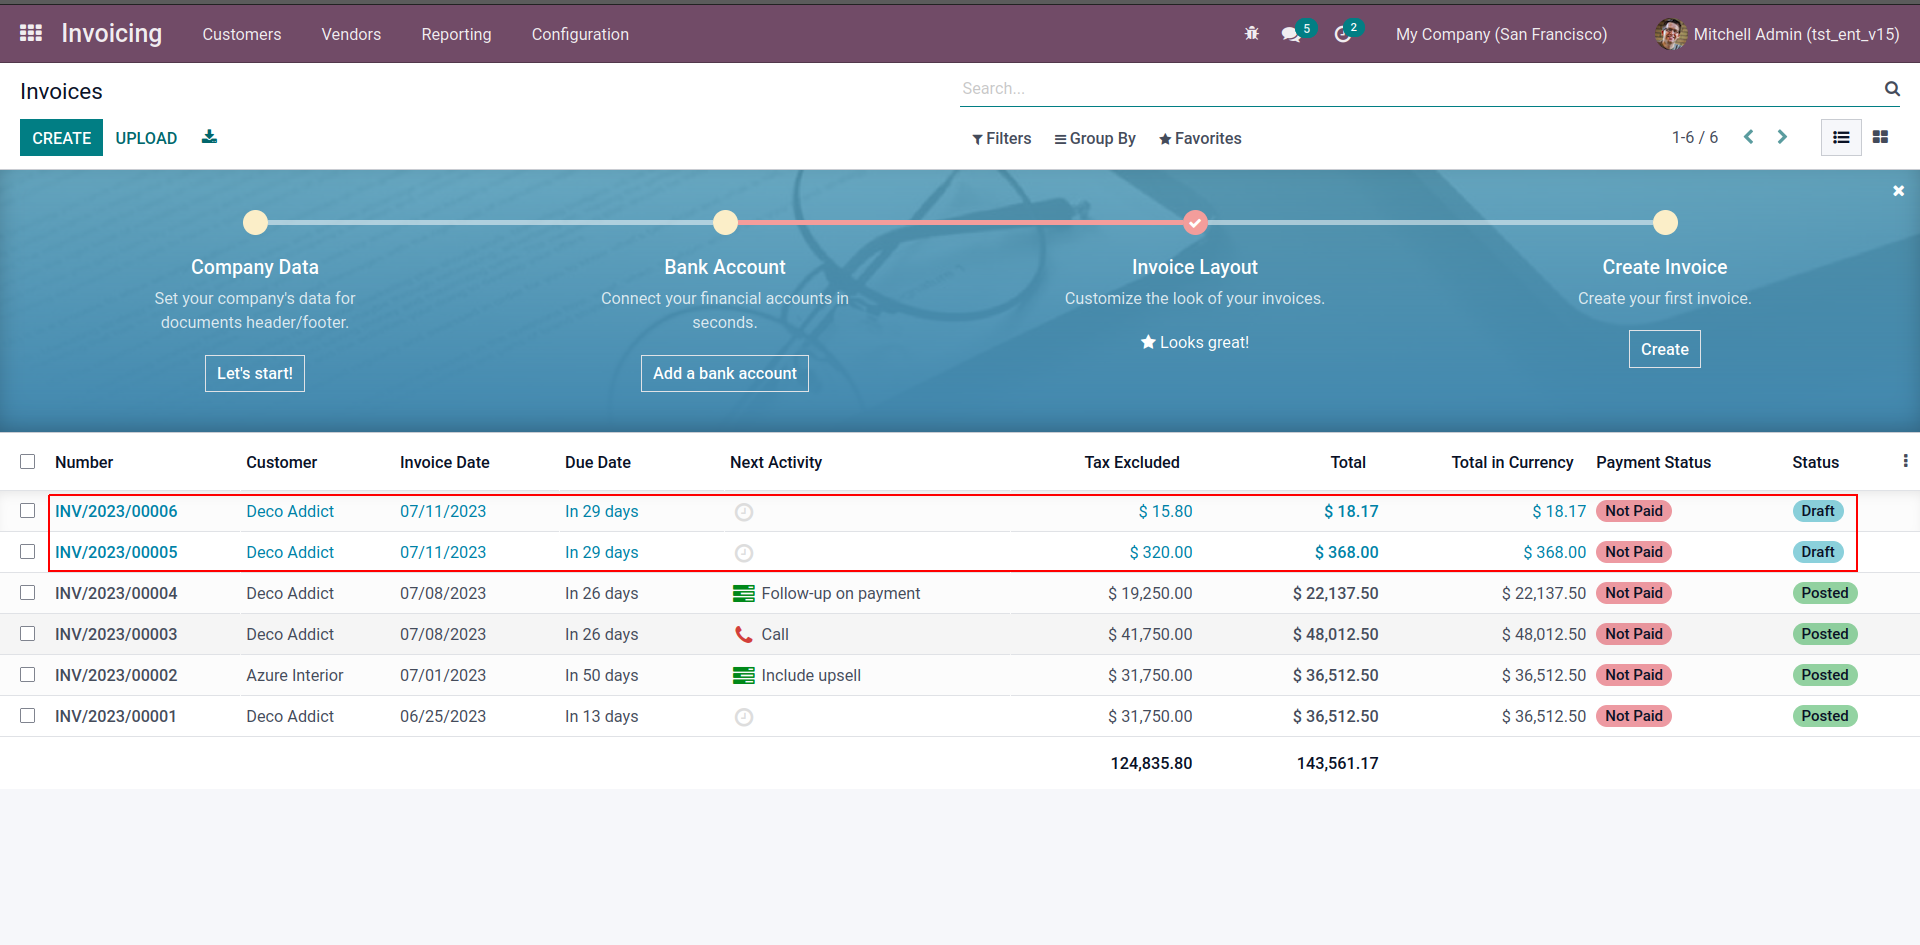 Invoicing Customers Vendors Reporting Configuration 5 2 My Company (San Francisco) Mitchell Admin (tst_ent_v15)
Invoices Search...
CREATE UPLOAD Filters Group By Favorites 1-6 / 6
Company Data Bank Account Invoice Layout Create Invoice
Set your company's data for documents header/footer. Connect your financial accounts in seconds. Customize the look of your invoices. Create your first invoice.
Looks great!
Let's start! Add a bank account Create
Number Customer Invoice Date Due Date Next Activity Tax Excluded Total Total in Currency Payment Status Status
INV/2023/00006 Deco Addict 07/11/2023 In 29 days $ 15.80 $ 18.17 $ 18.17 Not Paid Draft
INV/2023/00005 Deco Addict 07/11/2023 In 29 days $ 320.00 $ 368.00 $ 368.00 Not Paid Draft
INV/2023/00004 Deco Addict 07/08/2023 In 26 days Follow-up on payment $ 19,250.00 $ 22,137.50 $ 22,137.50 Not Paid Posted
INV/2023/00003 Deco Addict 07/08/2023 In 26 days Call $ 41,750.00 $ 48,012.50 $ 48,012.50 Not Paid Posted
INV/2023/00002 Azure Interior 07/01/2023 In 50 days Include upsell $ 31,750.00 $ 36,512.50 $ 36,512.50 Not Paid Posted
INV/2023/00001 Deco Addict 06/25/2023 In 13 days $ 31,750.00 $ 36,512.50 $ 36,512.50 Not Paid Posted
124,835.80 143,561.17